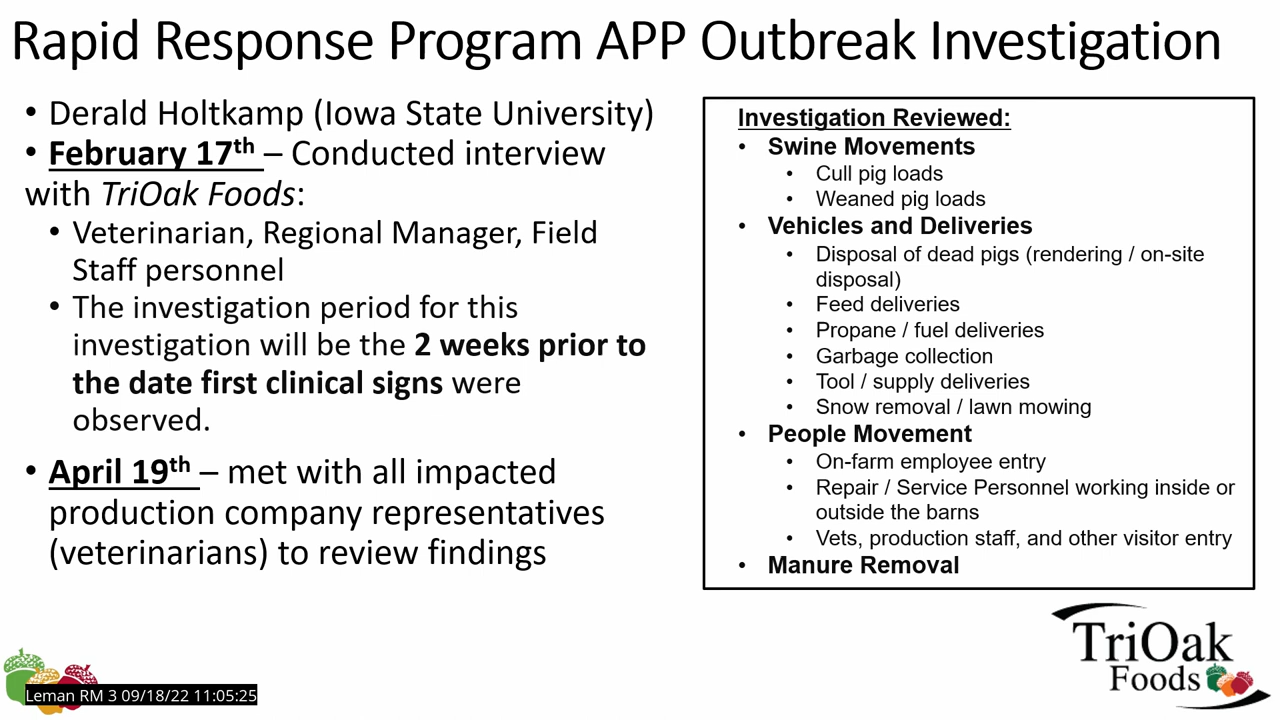 Rapid Response Program APP Outbreak Investigation
• Derald Holtkamp (Iowa State University)
• February 17th – Conducted interview
with TriOak Foods:
• Veterinarian, Regional Manager, Field
Staff personnel
• The investigation period for this
investigation will be the 2 weeks prior to
the date first clinical signs were
observed.
• April 19th – met with all impacted
production company representatives
(veterinarians) to review findings
Investigation Reviewed:
• Swine Movements
• Cull pig loads
• Weaned pig loads
• Vehicles and Deliveries
• Disposal of dead pigs (rendering / on-site
disposal)
• Feed deliveries
• Propane / fuel deliveries
• Garbage collection
• Tool / supply deliveries
• Snow removal / lawn mowing
• People Movement
• On-farm employee entry
• Repair / Service Personnel working inside or
outside the barns
• Vets, production staff, and other visitor entry
• Manure Removal
TriOak
Foods
Leman RM 3 09/18/22 11:05:25